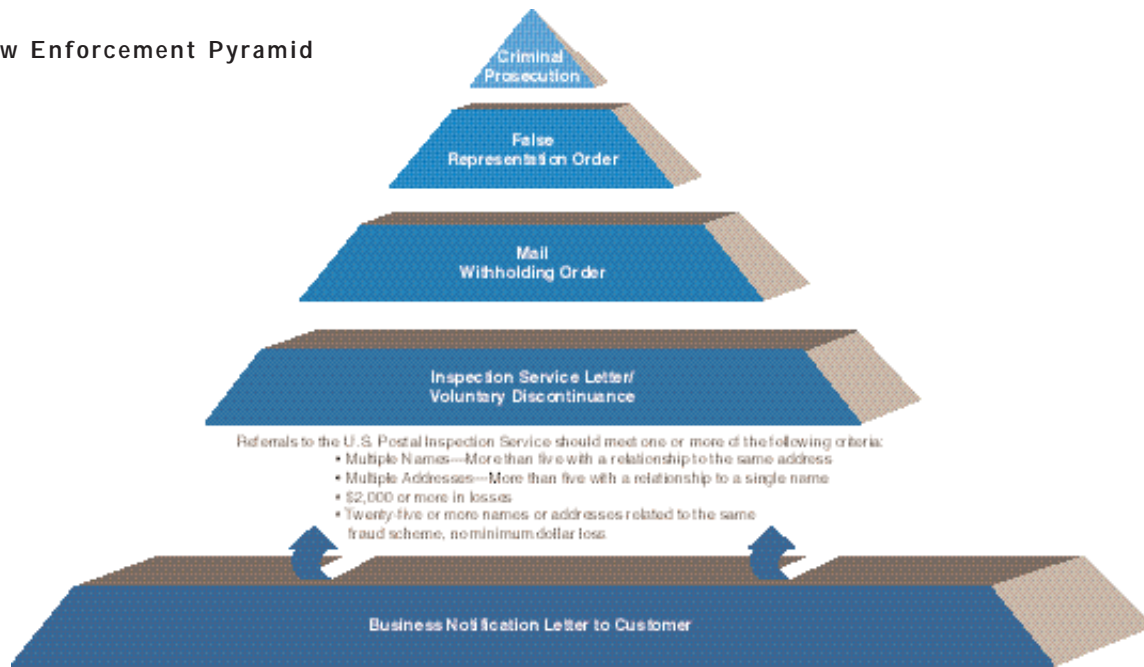 w Enforcement Pyramid
Criminal
Prosecution
False
Representation Order
Mail
Withholding Order
Inspection Service Letter/
Voluntary Discontinuance
Referrals to the U.S. Postal Inspection Service should meet one or more of the following criteria:
• Multiple Names—More than five with a relationship to the same address
• Multiple Addresses—More than five with a relationship to a single name
• $2,000 or more in losses
• Twenty-five or more names or addresses related to the same
fraud scheme, no minimum dollar loss
Business Notification Letter to Customer